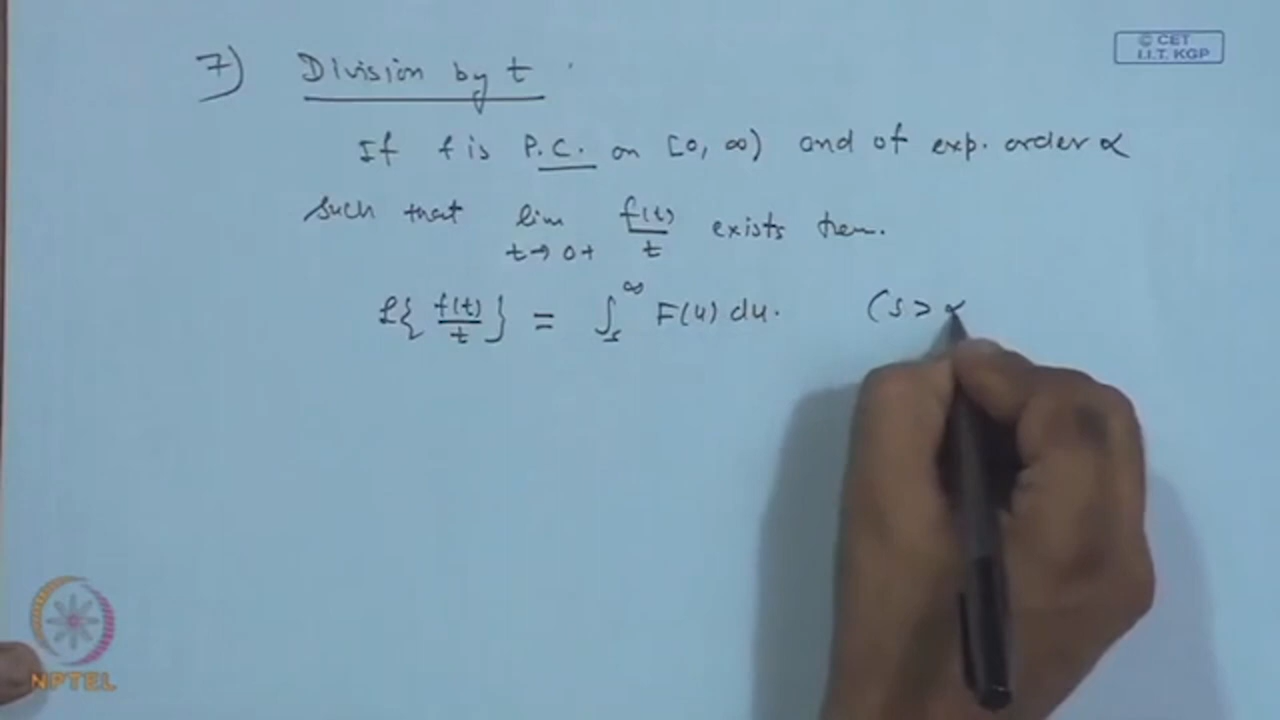 © CET
I.I.T. KGP
7) Division by t
If f is P.C. on [0, ∞) and of exp. order α
such that lim t→0+ f(t)/t exists then.
L{f(t)/t} = ∫_s^∞ F(u) du. (s > α
NPTEL